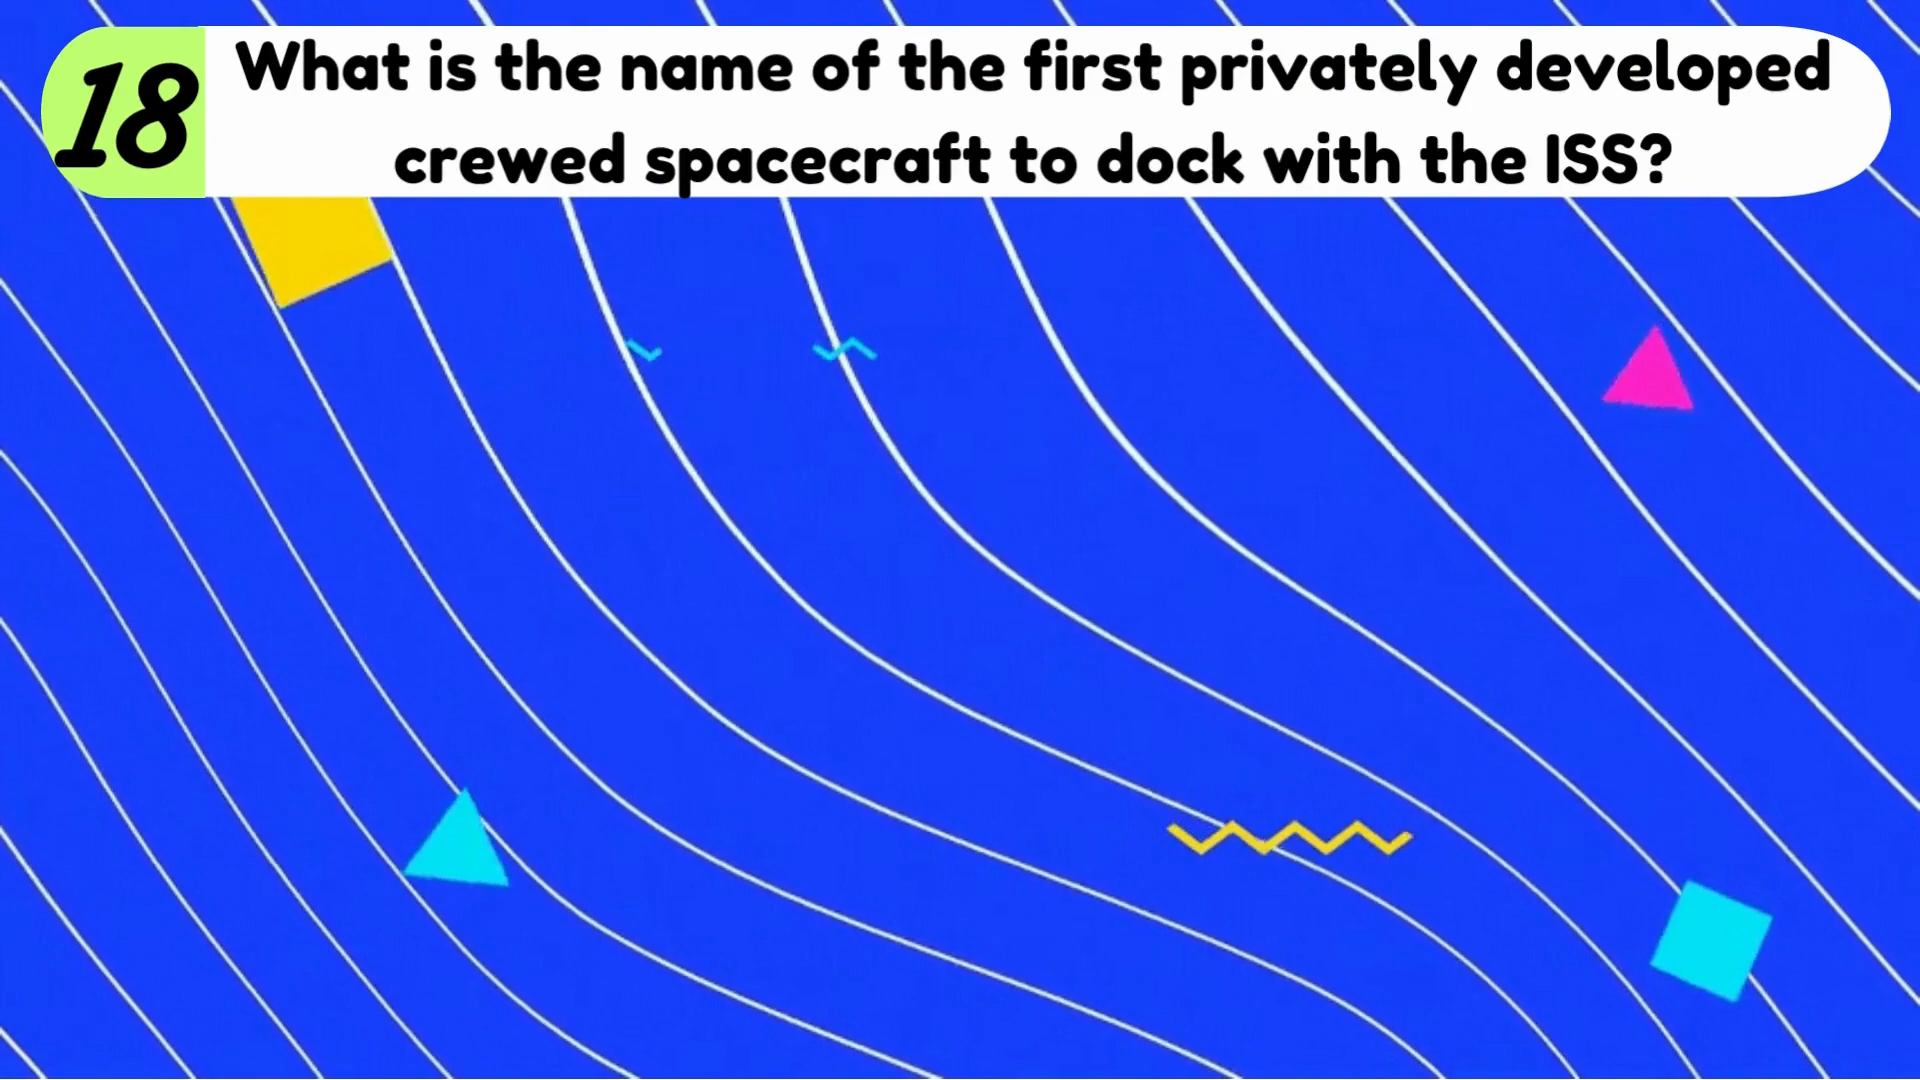 18
What is the name of the first privately developed
crewed spacecraft to dock with the ISS?